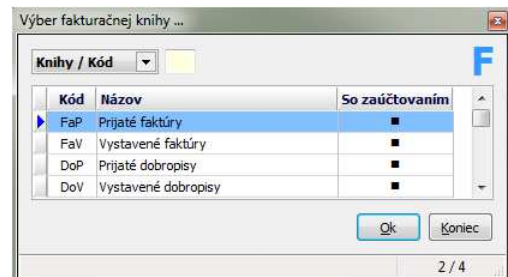 Výber fakturačnej knihy ...
Knihy / Kód
F
Kód Názov So zaúčtovaním
FaP Prijaté faktúry
FaV Vystavené faktúry
DoP Prijaté dobropisy
DoV Vystavené dobropisy
Ok Koniec
2 / 4